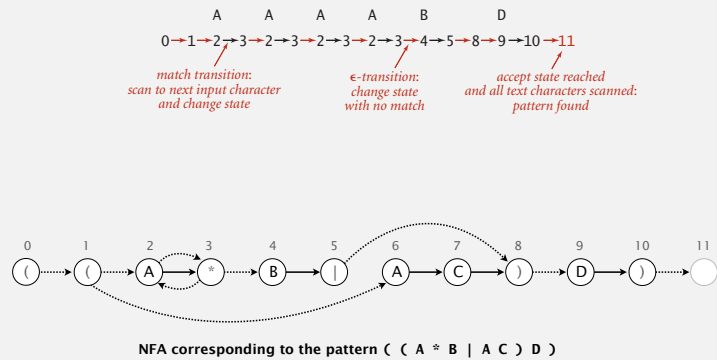 A A A A B D
0 1 2 3 2 3 2 3 2 3 4 5 8 9 10 11
match transition:
scan to next input character
and change state
ϵ-transition:
change state
with no match
accept state reached
and all text characters scanned:
pattern found
0 1 2 3 4 5 6 7 8 9 10 11
( ( A * B | A C ) D )
NFA corresponding to the pattern ( ( A * B | A C ) D )